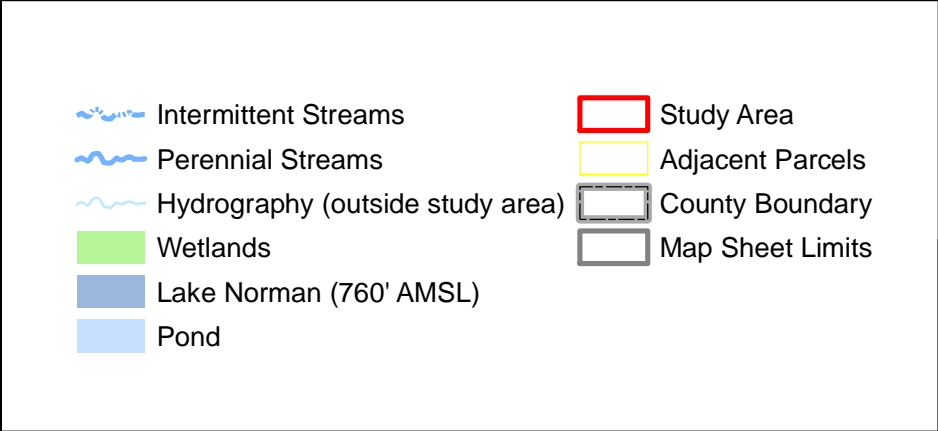 Intermittent Streams
Perennial Streams
Hydrography (outside study area)
Wetlands
Lake Norman (760' AMSL)
Pond
Study Area
Adjacent Parcels
County Boundary
Map Sheet Limits